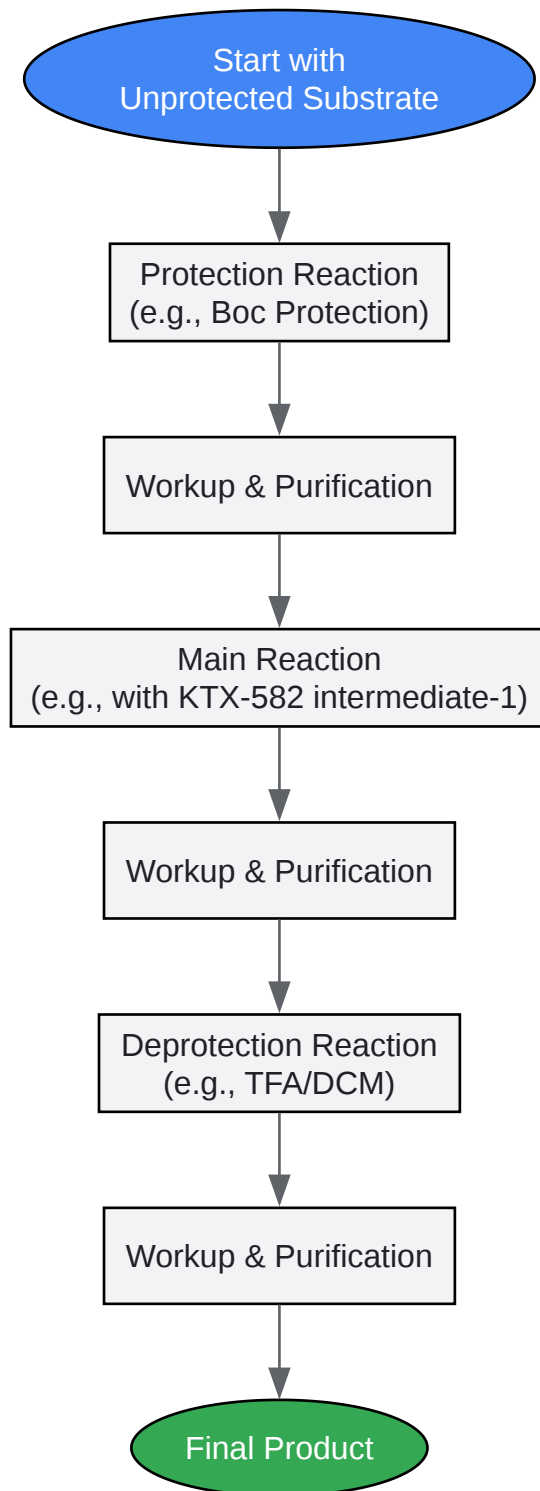 Start with
Unprotected Substrate
Protection Reaction
(e.g., Boc Protection)
Workup & Purification
Main Reaction
(e.g., with KTX-582 intermediate-1)
Workup & Purification
Deprotection Reaction
(e.g., TFA/DCM)
Workup & Purification
Final Product